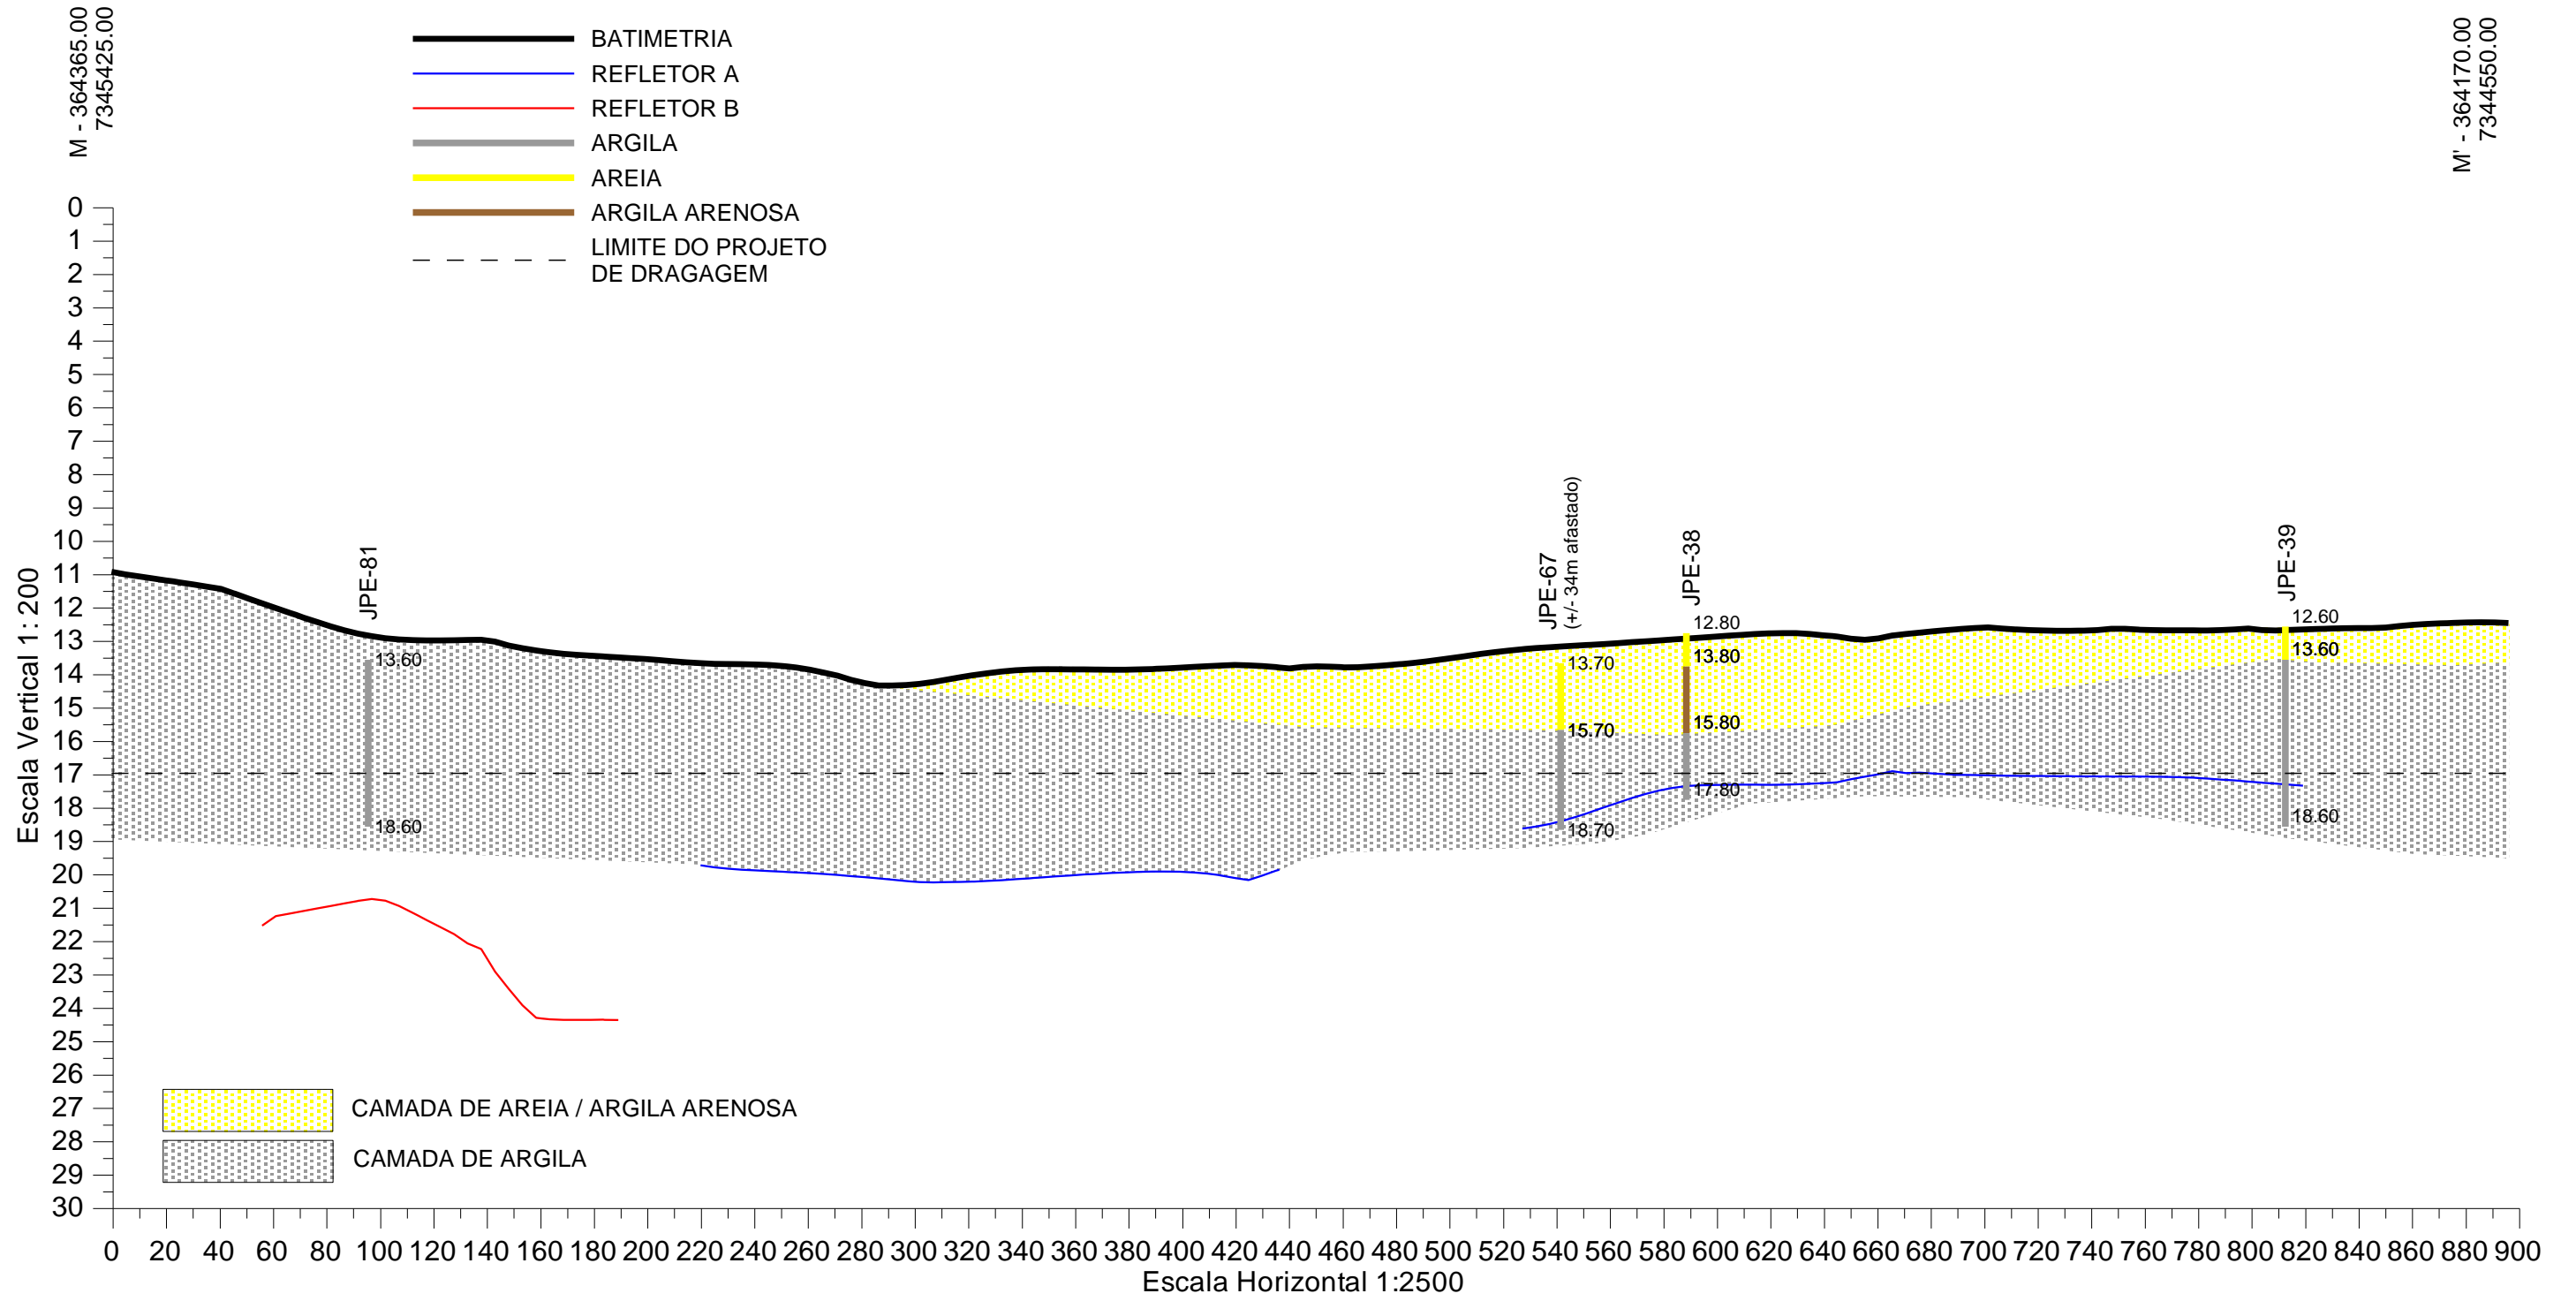 M - 364365.00
7345425.00
M' - 364170.00
7344550.00
BATIMETRIA
REFLETOR A
REFLETOR B
ARGILA
AREIA
ARGILA ARENOSA
LIMITE DO PROJETO
DE DRAGAGEM
Escala Vertical 1: 200
0
1
2
3
4
5
6
7
8
9
10
11
12
13
14
15
16
17
18
19
20
21
22
23
24
25
26
27
28
29
30
JPE-81
13.60
18.60
JPE-67
(+/- 34m afastado)
13.70
15.70
18.70
JPE-38
12.80
13.80
15.80
17.80
JPE-39
12.60
13.60
18.60
CAMADA DE AREIA / ARGILA ARENOSA
CAMADA DE ARGILA
0 20 40 60 80 100 120 140 160 180 200 220 240 260 280 300 320 340 360 380 400 420 440 460 480 500 520 540 560 580 600 620 640 660 680 700 720 740 760 780 800 820 840 860 880 900
Escala Horizontal 1:2500